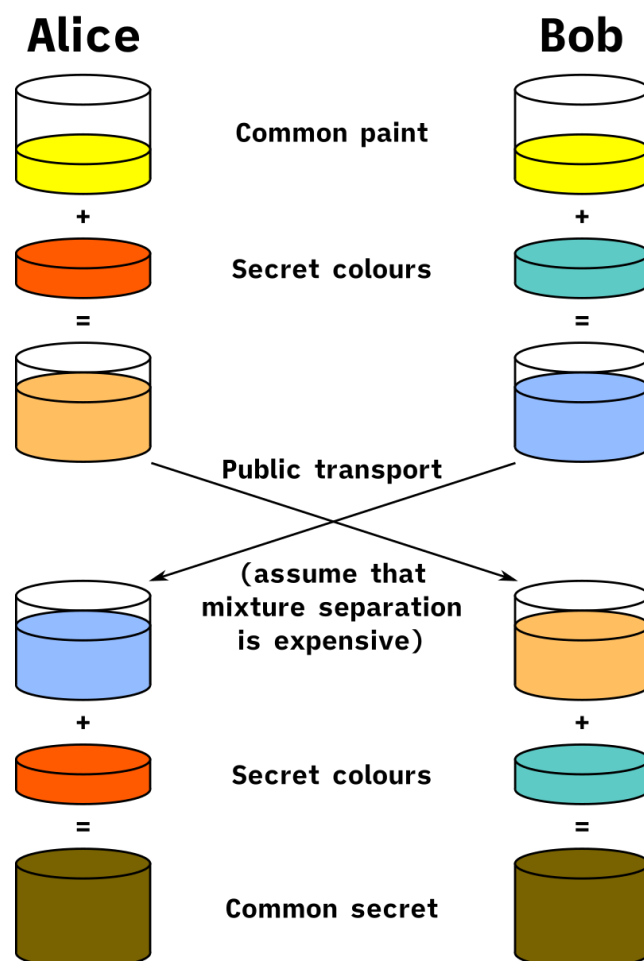 Alice
Bob
Common paint
+
+
Secret colours
=
=
Public transport
(assume that
mixture separation
is expensive)
+
+
Secret colours
=
=
Common secret